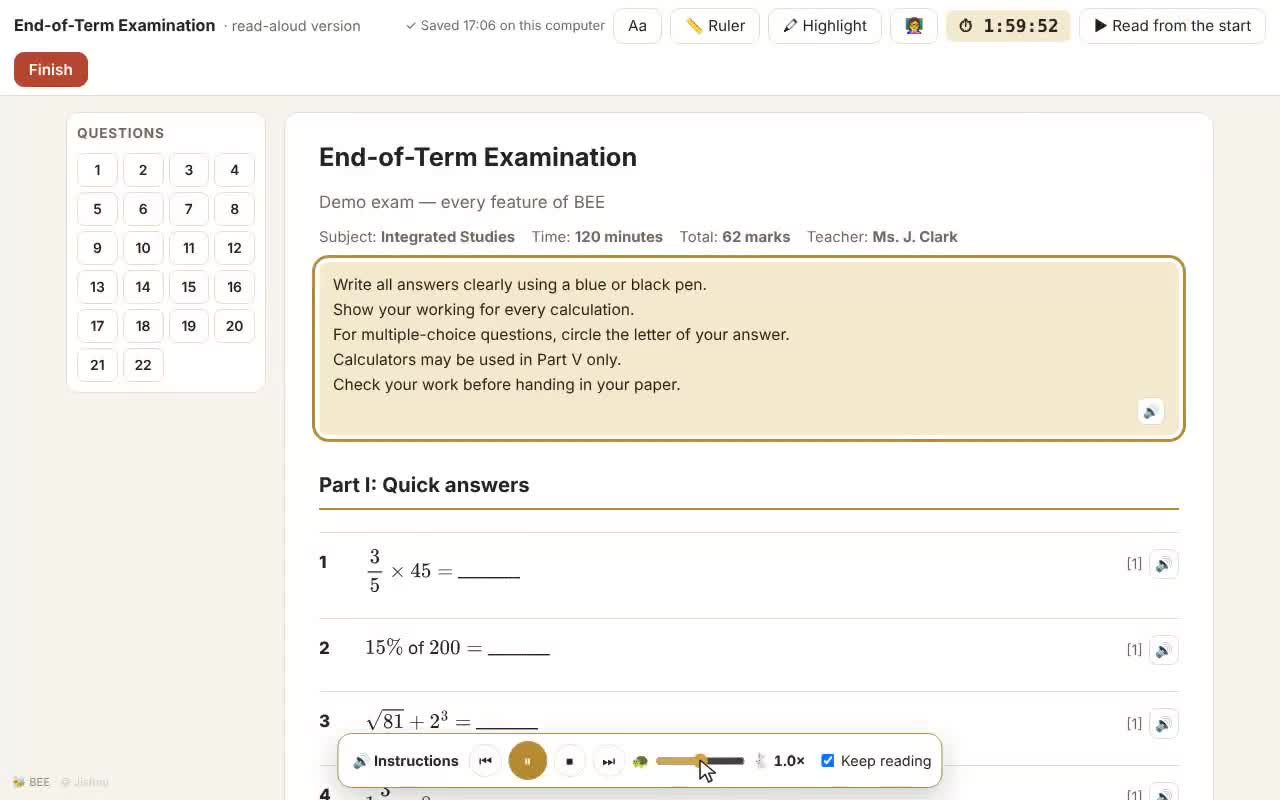 End-of-Term Examination · read-aloud version ✓ Saved 17:06 on this computer Aa 📏 Ruler 🖍 Highlight 👩‍🏫 ⏱ 1:59:52 ▶ Read from the start
Finish
QUESTIONS
1 2 3 4
5 6 7 8
9 10 11 12
13 14 15 16
17 18 19 20
21 22
End-of-Term Examination
Demo exam — every feature of BEE
Subject: Integrated Studies Time: 120 minutes Total: 62 marks Teacher: Ms. J. Clark
Write all answers clearly using a blue or black pen.
Show your working for every calculation.
For multiple-choice questions, circle the letter of your answer.
Calculators may be used in Part V only.
Check your work before handing in your paper.
Part I: Quick answers
1 3/5 × 45 = ______ [1]
2 15% of 200 = ______ [1]
3 √81 + 2³ = ______ [1]
🔊 Instructions ⏮ ⏸ ⏹ ⏭ 🐢 🐇 1.0× Keep reading
🐝 BEE © Jishnu
4 [1]